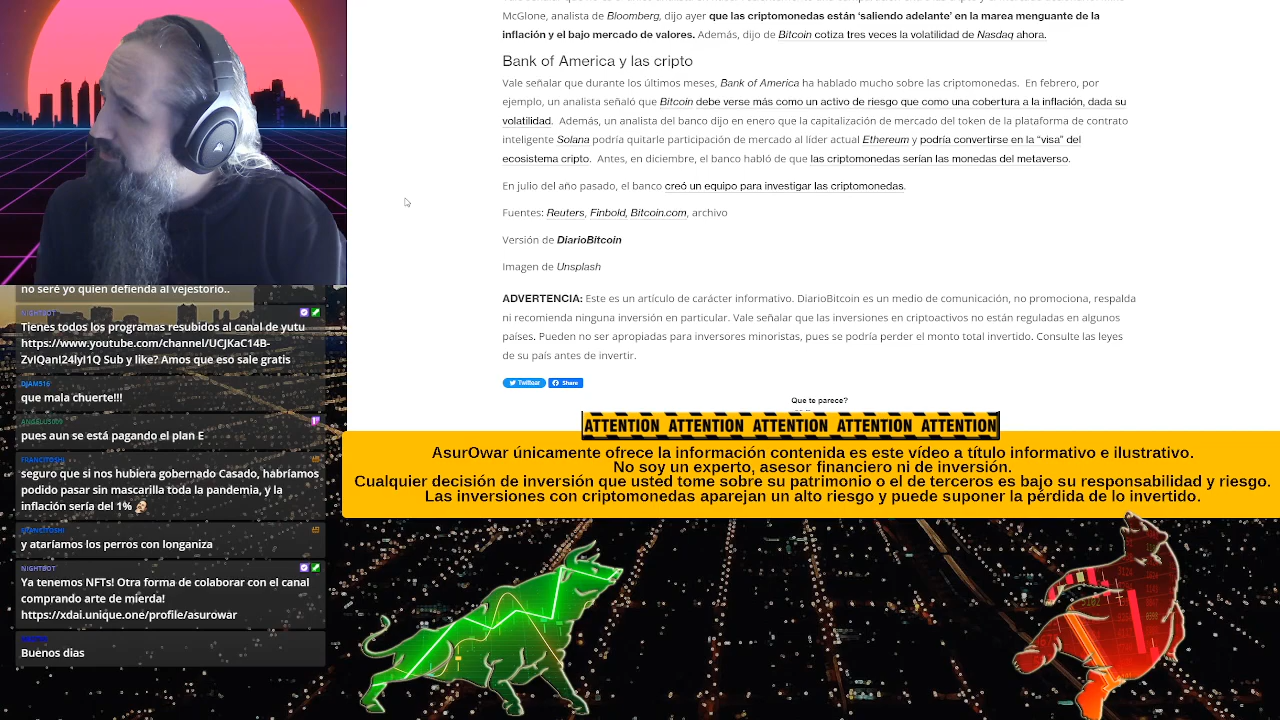 McGlone, analista de Bloomberg, dijo ayer que las criptomonedas están ‘saliendo adelante’ en la marea menguante de la
inflación y el bajo mercado de valores. Además, dijo de Bitcoin cotiza tres veces la volatilidad de Nasdaq ahora.
Bank of America y las cripto
Vale señalar que durante los últimos meses, Bank of America ha hablado mucho sobre las criptomonedas. En febrero, por
ejemplo, un analista señaló que Bitcoin debe verse más como un activo de riesgo que como una cobertura a la inflación, dada su
volatilidad. Además, un analista del banco dijo en enero que la capitalización de mercado del token de la plataforma de contrato
inteligente Solana podría quitarle participación de mercado al líder actual Ethereum y podría convertirse en la “visa” del
ecosistema cripto. Antes, en diciembre, el banco habló de que las criptomonedas serían las monedas del metaverso.
En julio del año pasado, el banco creó un equipo para investigar las criptomonedas.
Fuentes: Reuters, Finbold, Bitcoin.com, archivo
Versión de DiarioBitcoin
Imagen de Unsplash
ADVERTENCIA: Este es un artículo de carácter informativo. DiarioBitcoin es un medio de comunicación, no promociona, respalda
ni recomienda ninguna inversión en particular. Vale señalar que las inversiones en criptoactivos no están reguladas en algunos
países. Pueden no ser apropiadas para inversores minoristas, pues se podría perder el monto total invertido. Consulte las leyes
de su país antes de invertir.
Twittear Share
Que te parece?
no seré yo quien defienda al vejestorio..
NIGHTBOT
Tienes todos los programas resubidos al canal de yutu
https://www.youtube.com/channel/UCJKaC14B-
ZvIQanI24lyI1Q Sub y like? Amos que eso sale gratis
DJAM516
que mala chuerte!!!
ANGELUS000
pues aun se está pagando el plan E
FRANCITOSHI
seguro que si nos hubiera gobernado Casado, habríamos
podido pasar sin mascarilla toda la pandemia, y la
inflación sería del 1%
FRANCITOSHI
y ataríamos los perros con longaniza
NIGHTBOT
Ya tenemos NFTs! Otra forma de colaborar con el canal
comprando arte de mierda!
https://xdai.unique.one/profile/asurowar
Buenos dias
ATTENTION ATTENTION ATTENTION ATTENTION ATTENTION
AsurOwar únicamente ofrece la información contenida es este vídeo a título informativo e ilustrativo.
No soy un experto, asesor financiero ni de inversión.
Cualquier decisión de inversión que usted tome sobre su patrimonio o el de terceros es bajo su responsabilidad y riesgo.
Las inversiones con criptomonedas aparejan un alto riesgo y puede suponer la pérdida de lo invertido.